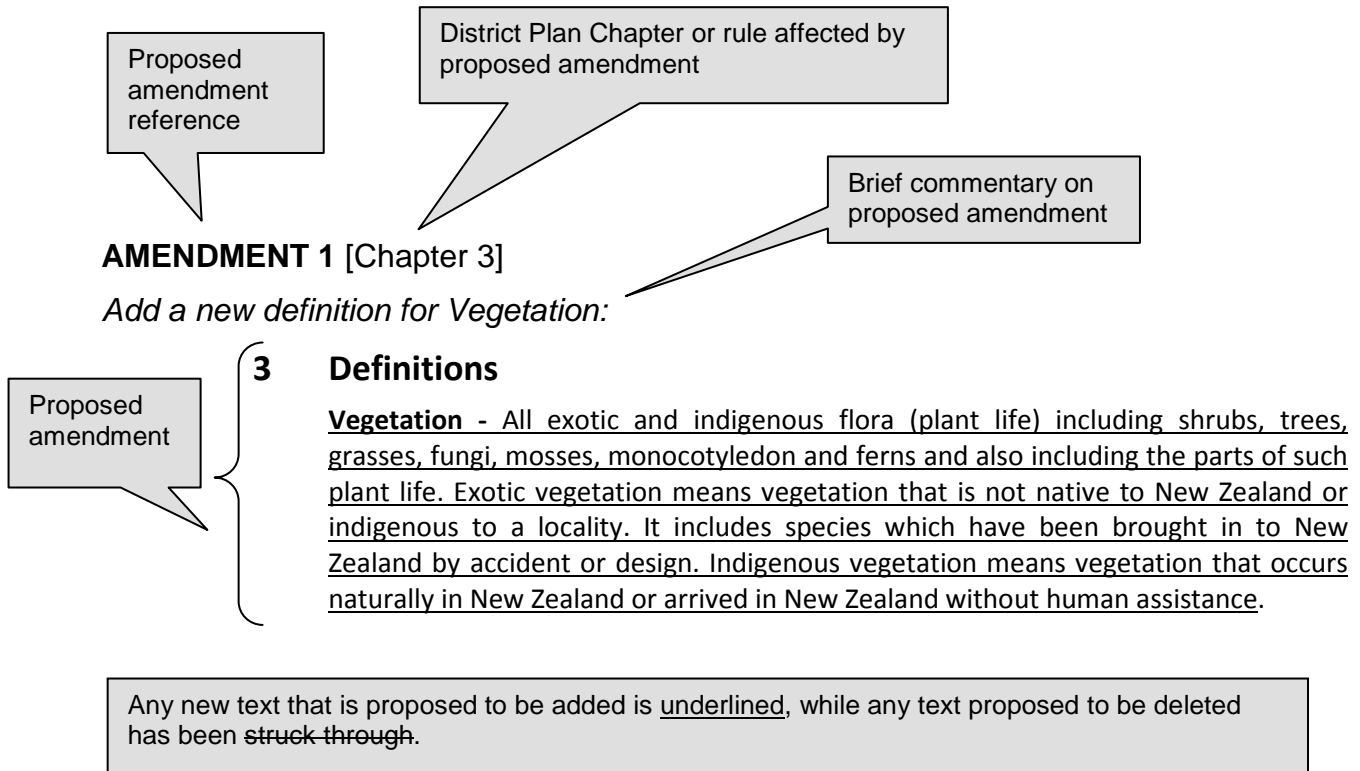 Proposed
amendment
reference
District Plan Chapter or rule affected by
proposed amendment
Brief commentary on
proposed amendment
AMENDMENT 1 [Chapter 3]
Add a new definition for Vegetation:
Proposed
amendment
3 Definitions
Vegetation - All exotic and indigenous flora (plant life) including shrubs, trees,
grasses, fungi, mosses, monocotyledon and ferns and also including the parts of such
plant life. Exotic vegetation means vegetation that is not native to New Zealand or
indigenous to a locality. It includes species which have been brought in to New
Zealand by accident or design. Indigenous vegetation means vegetation that occurs
naturally in New Zealand or arrived in New Zealand without human assistance.
Any new text that is proposed to be added is underlined, while any text proposed to be deleted
has been struck through.